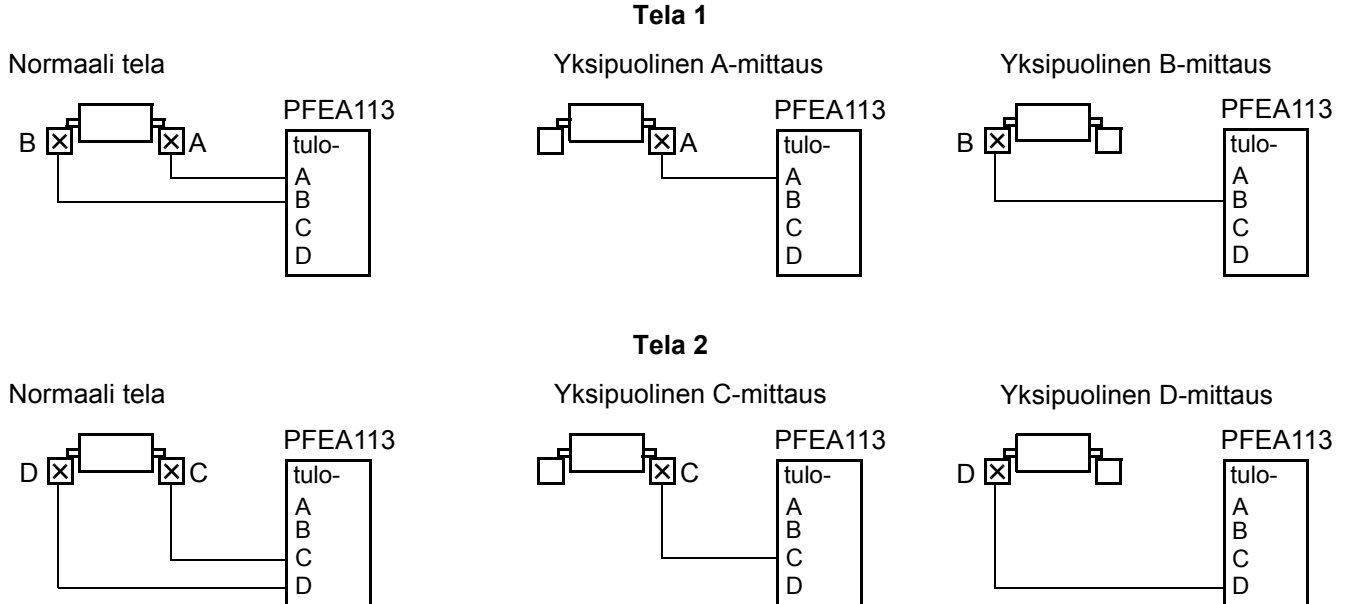 Tela 1
Normaali tela
Yksipuolinen A-mittaus
Yksipuolinen B-mittaus
PFEA113
B
A
tulo-
A
B
C
D
PFEA113
A
tulo-
A
B
C
D
PFEA113
B
tulo-
A
B
C
D
Tela 2
Normaali tela
Yksipuolinen C-mittaus
Yksipuolinen D-mittaus
PFEA113
D
C
tulo-
A
B
C
D
PFEA113
C
tulo-
A
B
C
D
PFEA113
D
tulo-
A
B
C
D